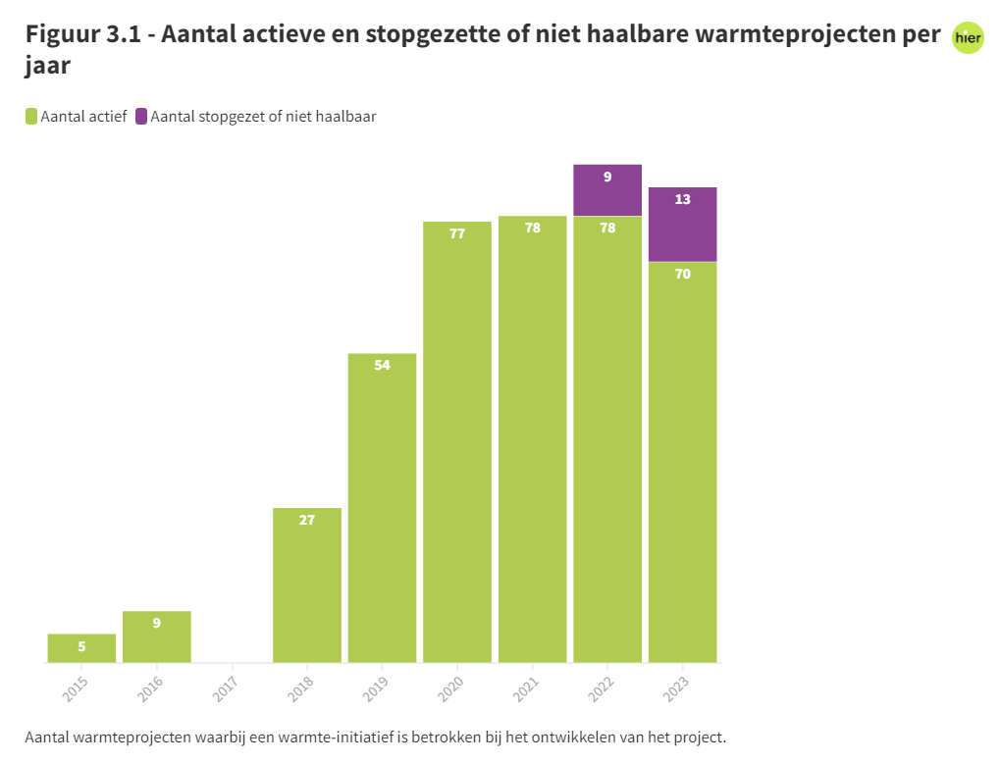 Figuur 3.1 - Aantal actieve en stopgezette of niet haalbare warmteprojecten per
jaar
hier
Aantal actief Aantal stopgezet of niet haalbaar
9
13
77
78
78
70
54
27
9
5
2015 2016 2017 2018 2019 2020 2021 2022 2023
Aantal warmteprojecten waarbij een warmte-initiatief is betrokken bij het ontwikkelen van het project.